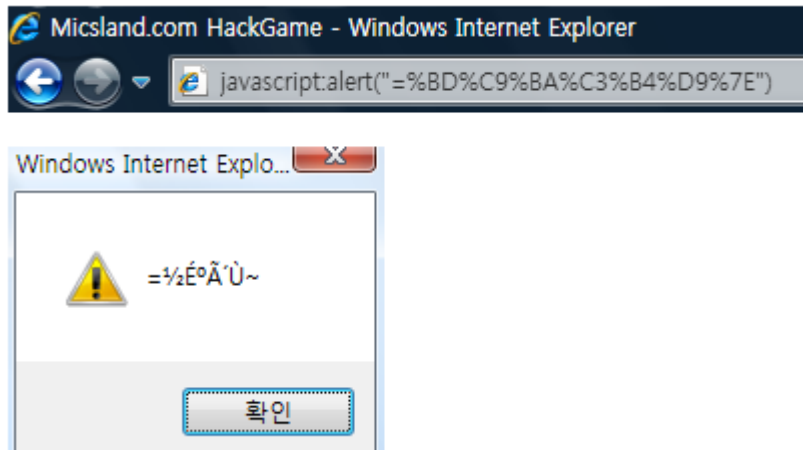 Micsland.com HackGame - Windows Internet Explorer
javascript:alert("=%BD%C9%BA%C3%B4%D9%7E")
Windows Internet Explo...
=½ÉºÃ´Ù~
확인